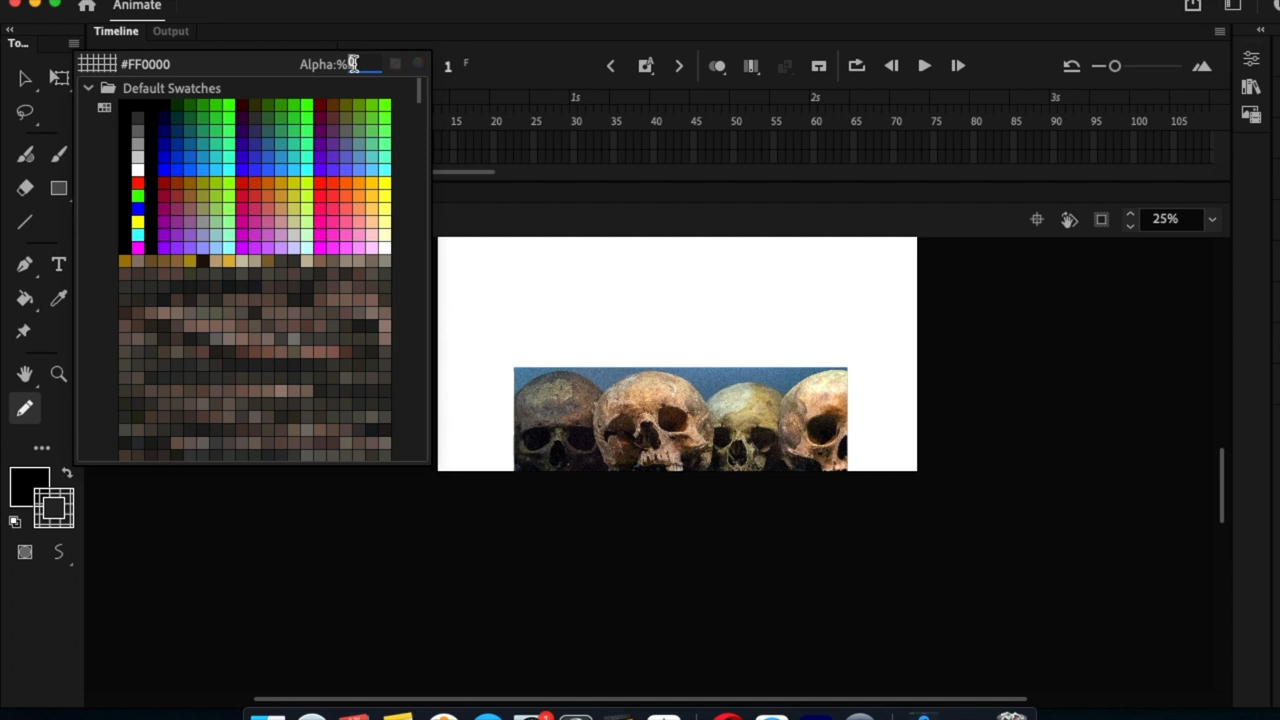 Animate
Timeline Output
To...
#FF0000 Alpha:%
1 F
Default Swatches
1s 2s 3s
15 20 25 30 35 40 45 50 55 60 65 70 75 80 85 90 95 100 105
25%
T